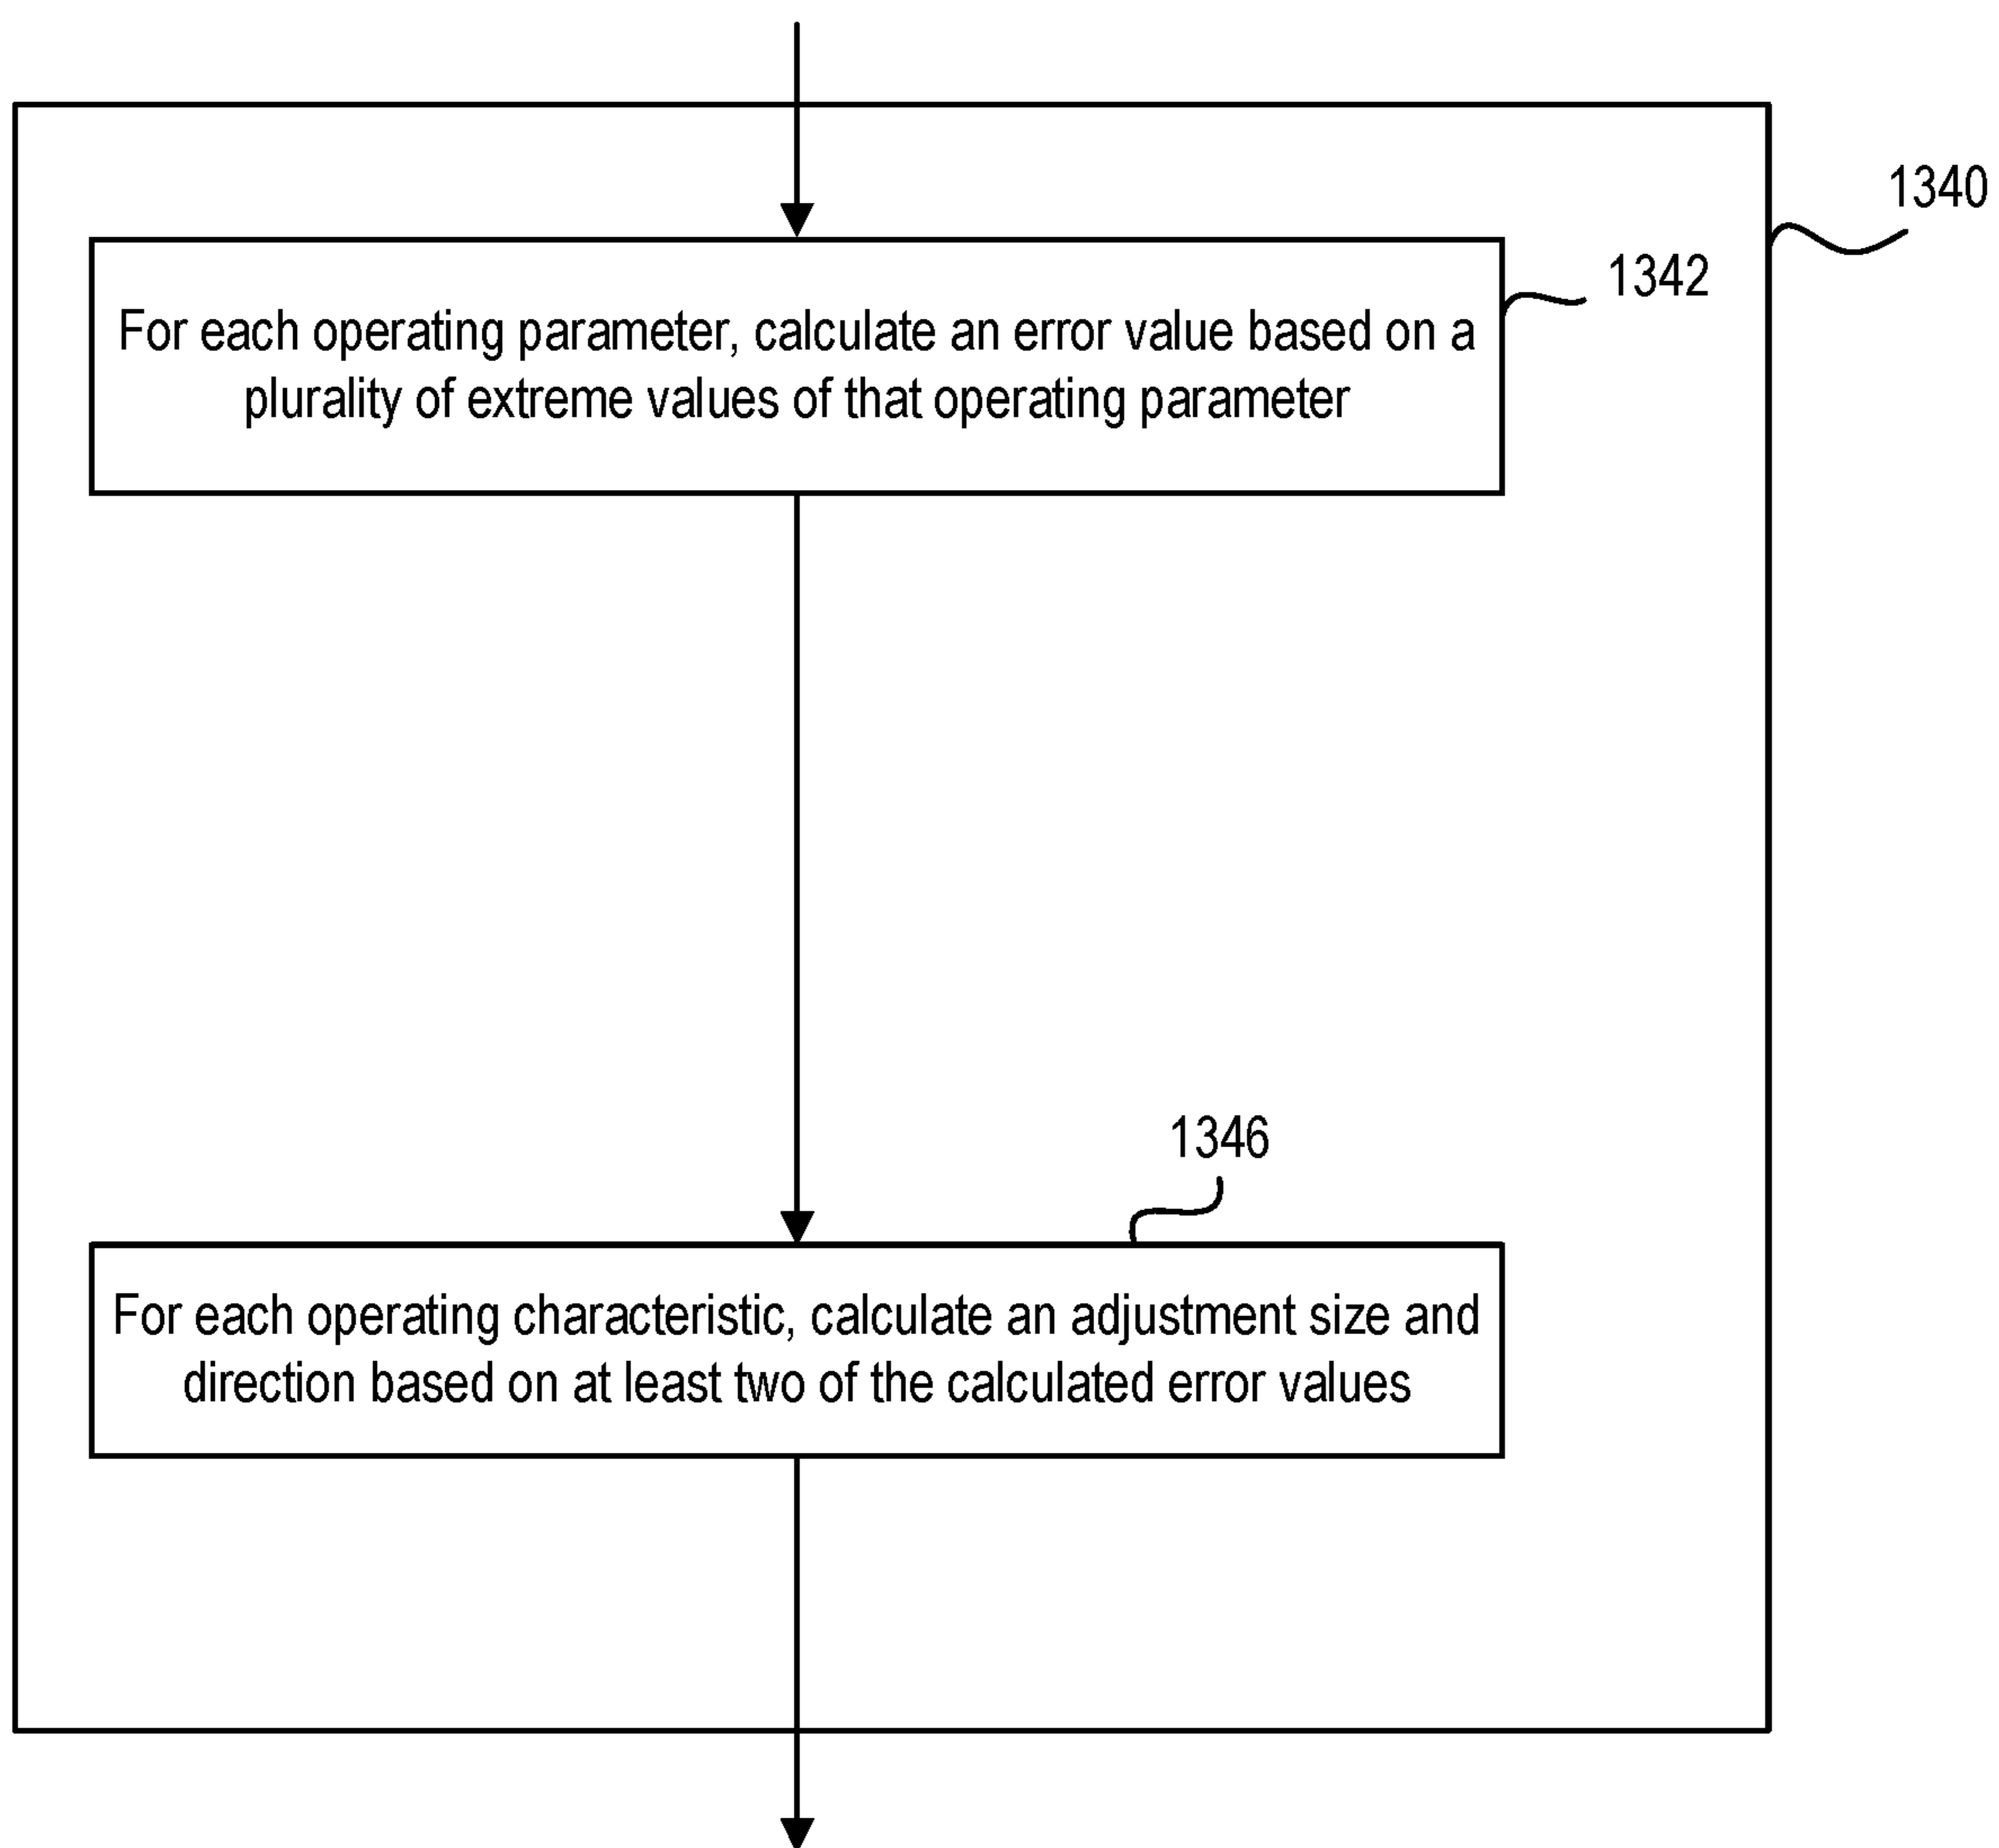 1340
1342
For each operating parameter, calculate an error value based on a
plurality of extreme values of that operating parameter
1346
For each operating characteristic, calculate an adjustment size and
direction based on at least two of the calculated error values